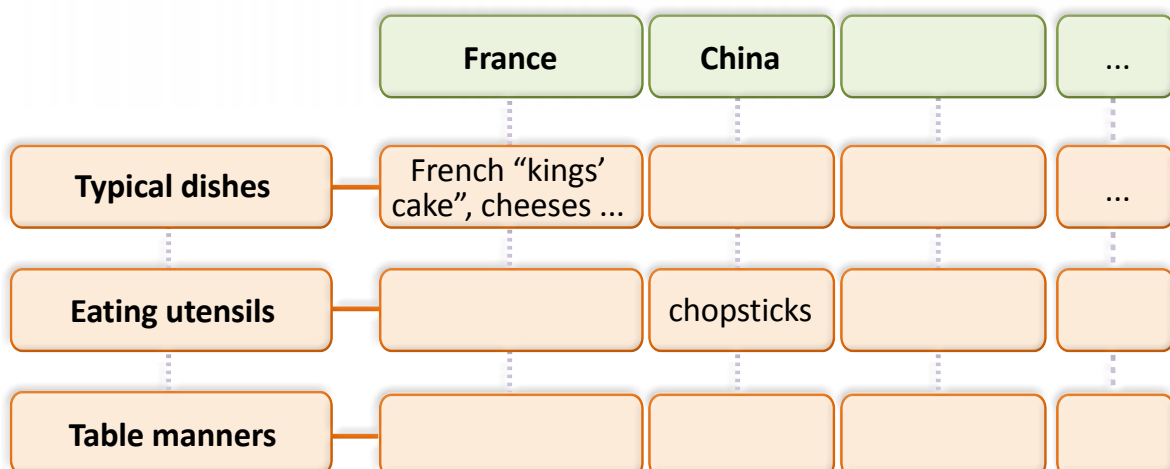 France
China
...
Typical dishes
French “kings’
cake”, cheeses ...
...
Eating utensils
chopsticks
Table manners